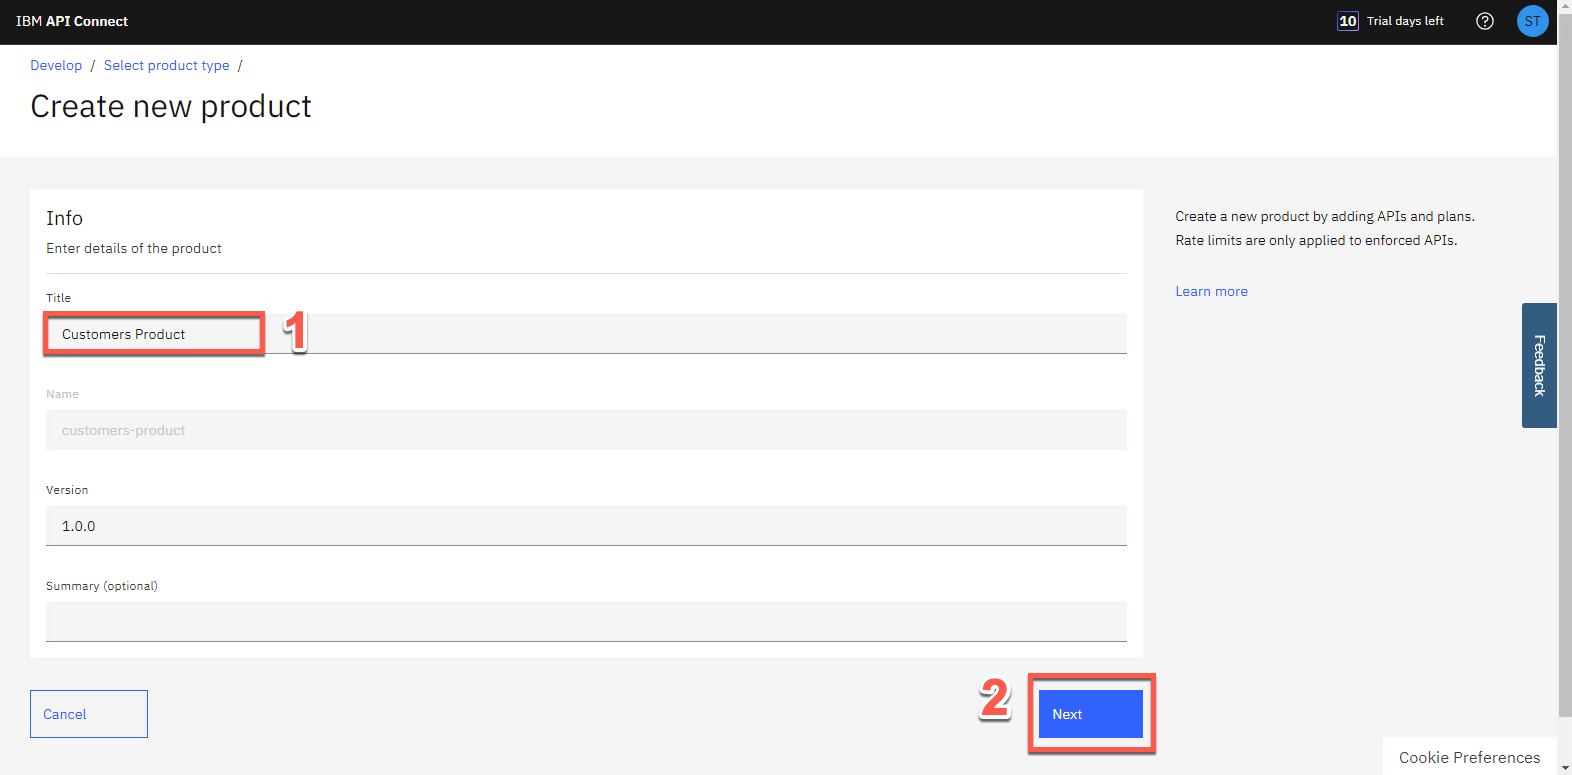 IBM API Connect
10 Trial days left
ST
Develop / Select product type /
Create new product
Info
Enter details of the product
Title
Customers Product
1
Name
customers-product
Version
1.0.0
Summary (optional)
Cancel
2
Next
Create a new product by adding APIs and plans.
Rate limits are only applied to enforced APIs.
Learn more
Feedback
Cookie Preferences